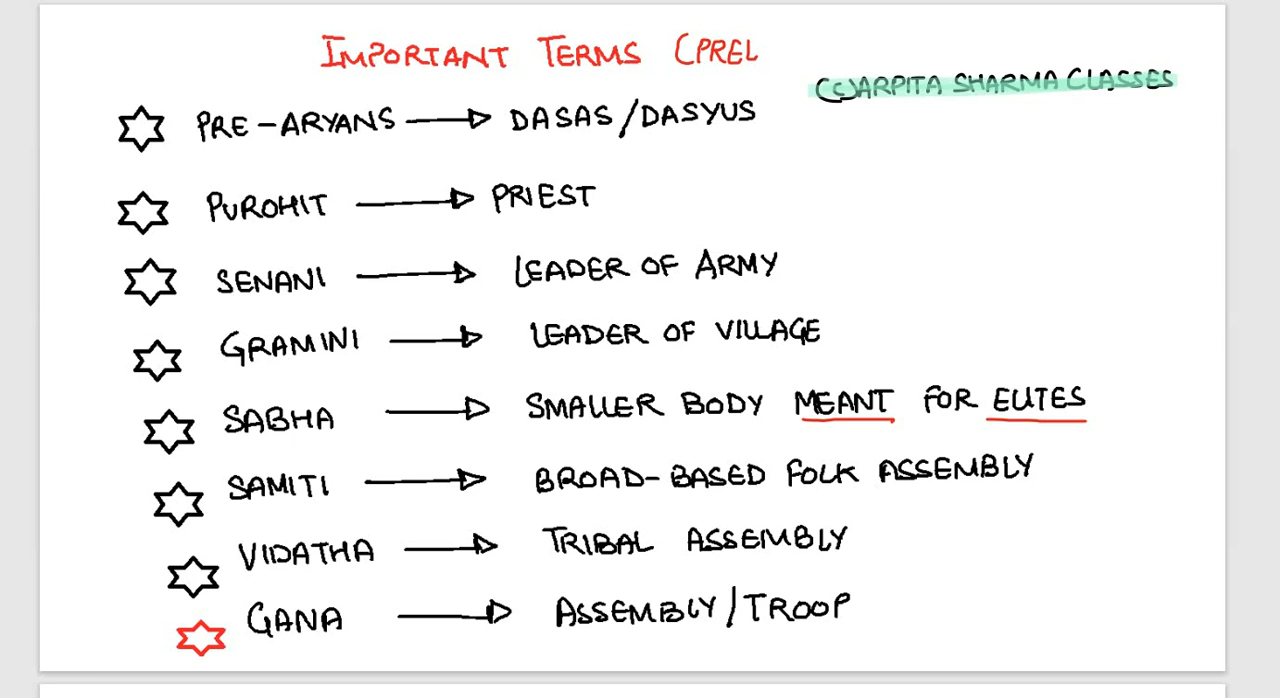 IMPORTANT TERMS (PREL
(C)ARPITA SHARMA CLASSES
PRE-ARYANS → DASAS/DASYUS
PUROHIT → PRIEST
SENANI → LEADER OF ARMY
GRAMINI → LEADER OF VILLAGE
SABHA → SMALLER BODY MEANT FOR ELITES
SAMITI → BROAD-BASED FOLK ASSEMBLY
VIDATHA → TRIBAL ASSEMBLY
GANA → ASSEMBLY/TROOP